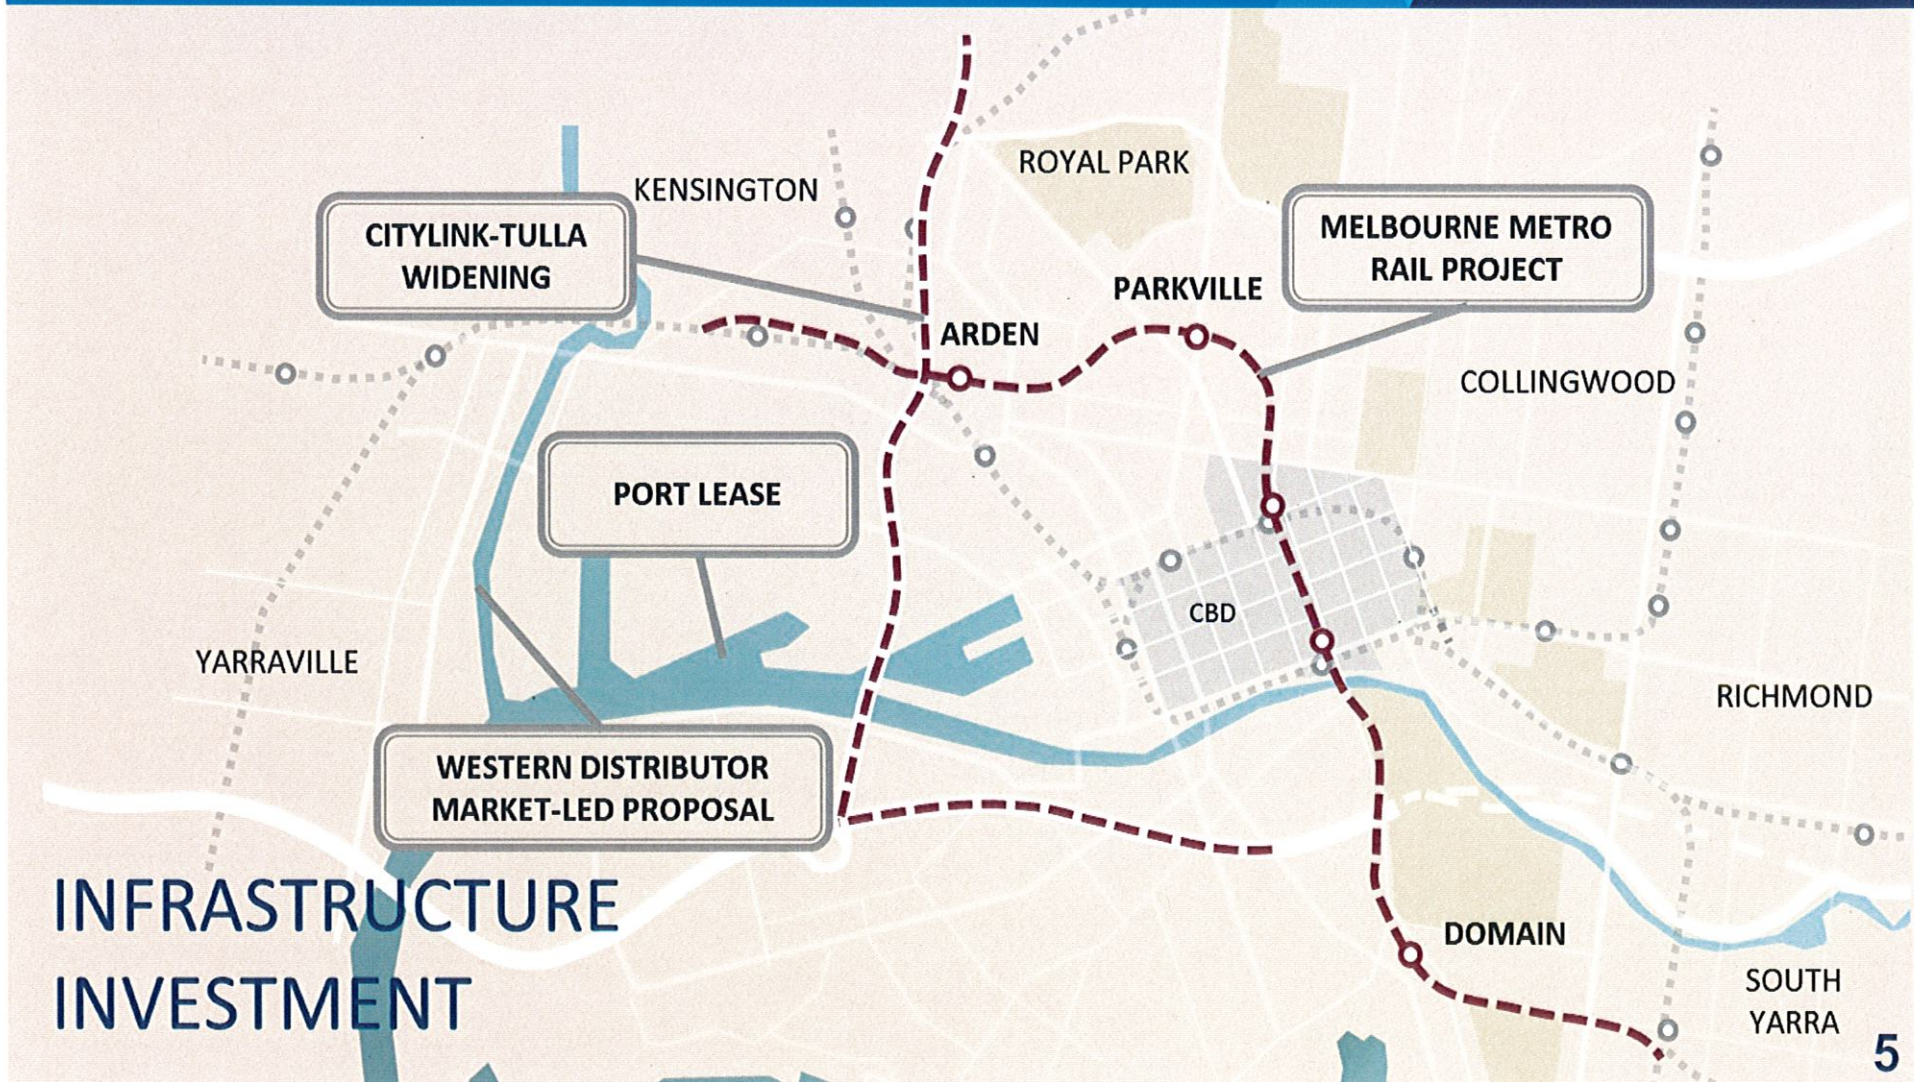 ROYAL PARK
KENSINGTON
CITYLINK-TULLA
WIDENING
MELBOURNE METRO
RAIL PROJECT
PARKVILLE
ARDEN
COLLINGWOOD
PORT LEASE
CBD
YARRAVILLE
RICHMOND
WESTERN DISTRIBUTOR
MARKET-LED PROPOSAL
INFRASTRUCTURE
INVESTMENT
DOMAIN
SOUTH
YARRA
5